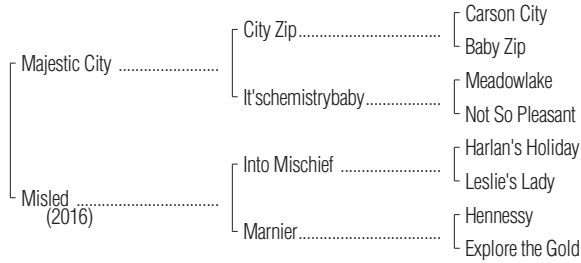 Carson City
City Zip
Baby Zip
Majestic City
Meadowlake
It'schemistrybaby
Not So Pleasant
Harlan's Holiday
Into Mischief
Leslie's Lady
Misled
(2016)
Hennessy
Marnier
Explore the Gold